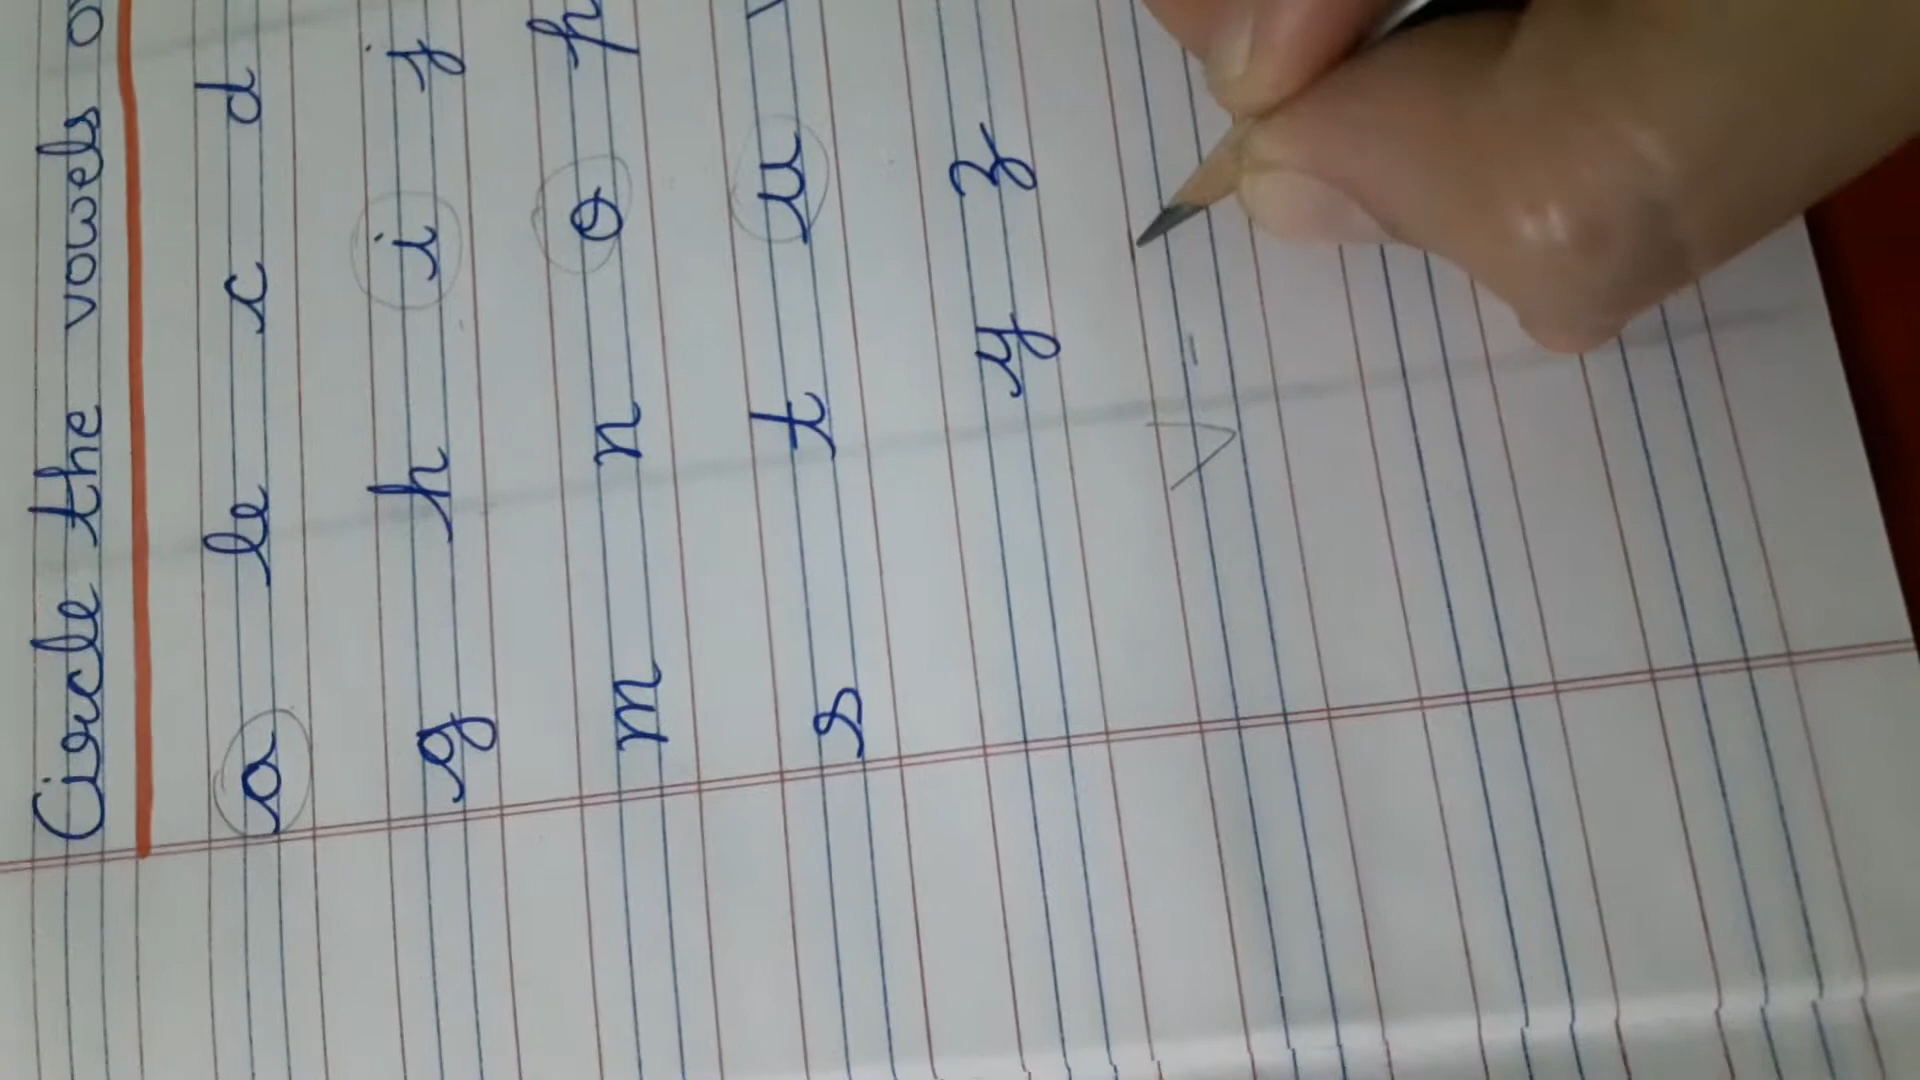 Circle the vowels
a b c d
g h i j
m n o p
s t u
y z
V -